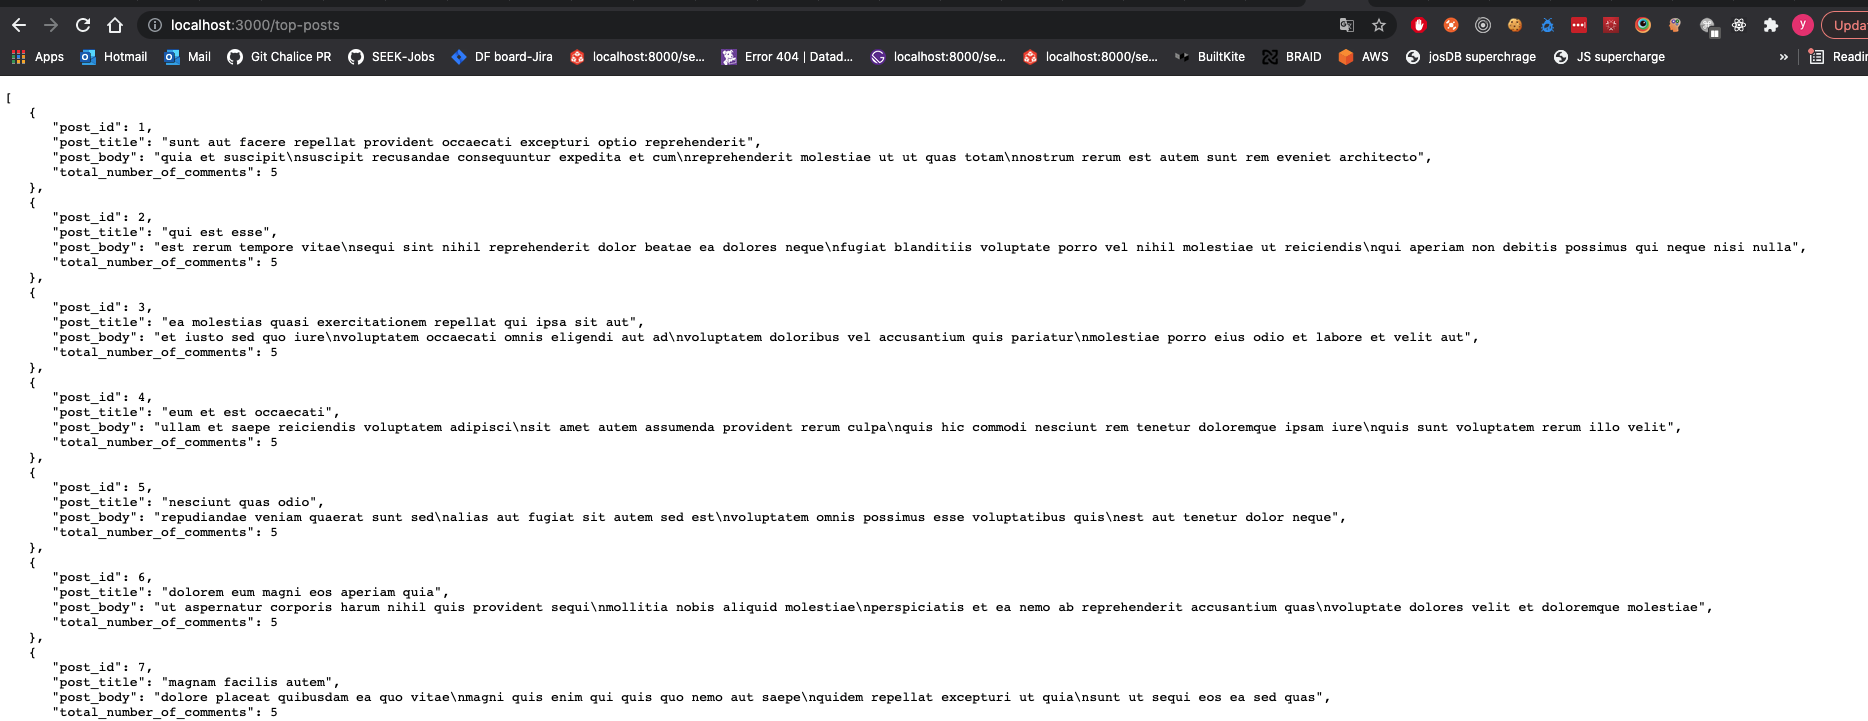 localhost:3000/top-posts
y
Updat
Apps Hotmail Mail Git Chalice PR SEEK-Jobs DF board-Jira localhost:8000/se... Error 404 | Datad... localhost:8000/se... localhost:8000/se... BuiltKite BRAID AWS josDB superchrage JS supercharge » Readin
[
{
"post_id": 1,
"post_title": "sunt aut facere repellat provident occaecati excepturi optio reprehenderit",
"post_body": "quia et suscipit\nsuscipit recusandae consequuntur expedita et cum\nreprehenderit molestiae ut ut quas totam\nnostrum rerum est autem sunt rem eveniet architecto",
"total_number_of_comments": 5
},
{
"post_id": 2,
"post_title": "qui est esse",
"post_body": "est rerum tempore vitae\nsequi sint nihil reprehenderit dolor beatae ea dolores neque\nfugiat blanditiis voluptate porro vel nihil molestiae ut reiciendis\nqui aperiam non debitis possimus qui neque nisi nulla",
"total_number_of_comments": 5
},
{
"post_id": 3,
"post_title": "ea molestias quasi exercitationem repellat qui ipsa sit aut",
"post_body": "et iusto sed quo iure\nvoluptatem occaecati omnis eligendi aut ad\nvoluptatem doloribus vel accusantium quis pariatur\nmolestiae porro eius odio et labore et velit aut",
"total_number_of_comments": 5
},
{
"post_id": 4,
"post_title": "eum et est occaecati",
"post_body": "ullam et saepe reiciendis voluptatem adipisci\nsit amet autem assumenda provident rerum culpa\nquis hic commodi nesciunt rem tenetur doloremque ipsam iure\nquis sunt voluptatem rerum illo velit",
"total_number_of_comments": 5
},
{
"post_id": 5,
"post_title": "nesciunt quas odio",
"post_body": "repudiandae veniam quaerat sunt sed\nalias aut fugiat sit autem sed est\nvoluptatem omnis possimus esse voluptatibus quis\nest aut tenetur dolor neque",
"total_number_of_comments": 5
},
{
"post_id": 6,
"post_title": "dolorem eum magni eos aperiam quia",
"post_body": "ut aspernatur corporis harum nihil quis provident sequi\nmollitia nobis aliquid molestiae\nperspiciatis et ea nemo ab reprehenderit accusantium quas\nvoluptate dolores velit et doloremque molestiae",
"total_number_of_comments": 5
},
{
"post_id": 7,
"post_title": "magnam facilis autem",
"post_body": "dolore placeat quibusdam ea quo vitae\nmagni quis enim qui quis quo nemo aut saepe\nquidem repellat excepturi ut quia\nsunt ut sequi eos ea sed quas",
"total_number_of_comments": 5